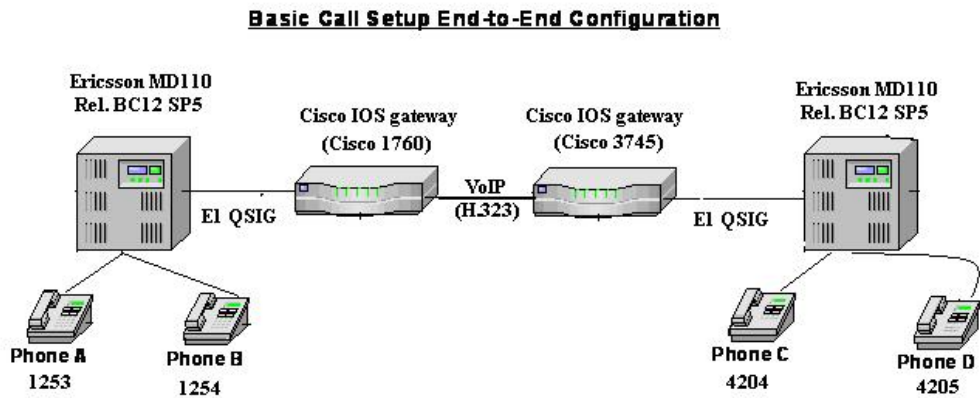 Basic Call Setup End-to-End Configuration
Ericsson MD110
Rel. BC12 SP5
Cisco IOS gateway
(Cisco 1760)
Cisco IOS gateway
(Cisco 3745)
Ericsson MD110
Rel. BC12 SP5
E1 QSIG
VoIP
(H.323)
E1 QSIG
Phone A
1253
Phone B
1254
Phone C
4204
Phone D
4205